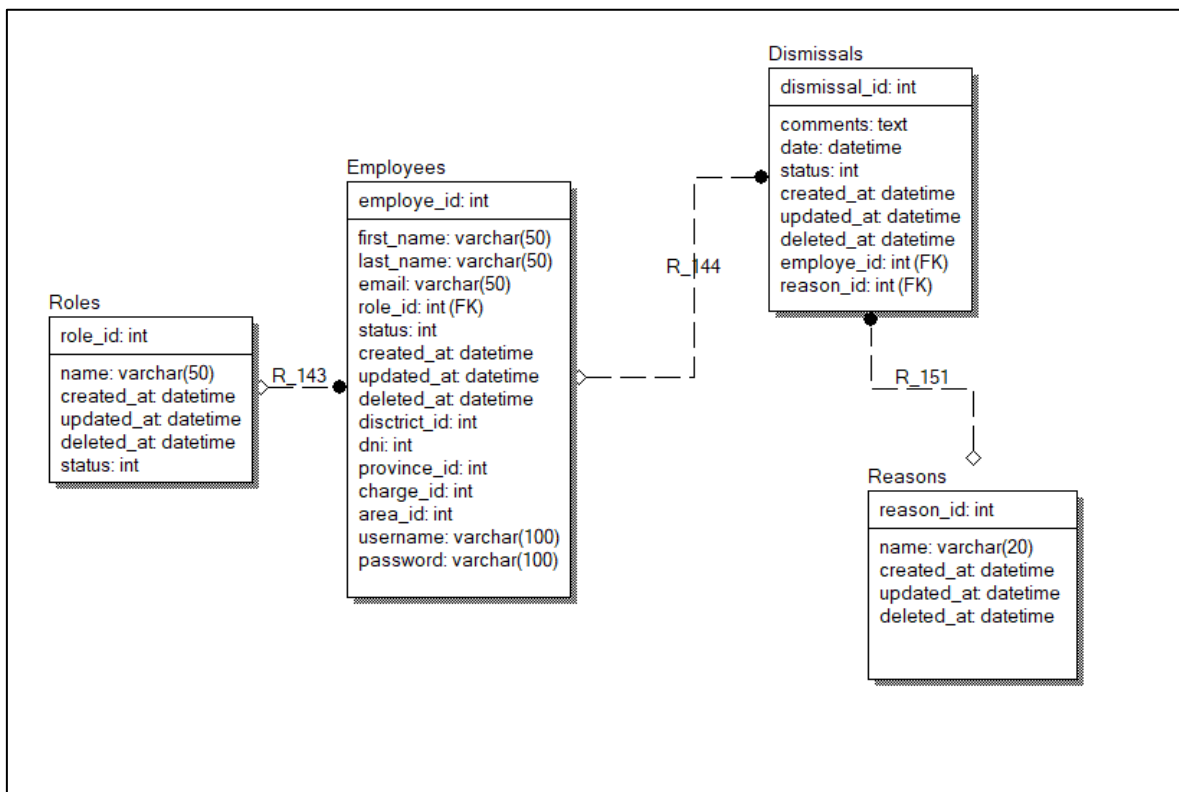 Dismissals
dismissal_id: int
comments: text
date: datetime
status: int
created_at: datetime
updated_at: datetime
deleted_at: datetime
employe_id: int (FK)
reason_id: int (FK)
Employees
employe_id: int
first_name: varchar(50)
last_name: varchar(50)
email: varchar(50)
role_id: int (FK)
status: int
created_at: datetime
updated_at: datetime
deleted_at: datetime
disctrict_id: int
dni: int
province_id: int
charge_id: int
area_id: int
username: varchar(100)
password: varchar(100)
R_144
Roles
role_id: int
name: varchar(50)
created_at: datetime
updated_at: datetime
deleted_at: datetime
status: int
R_143
R_151
Reasons
reason_id: int
name: varchar(20)
created_at: datetime
updated_at: datetime
deleted_at: datetime